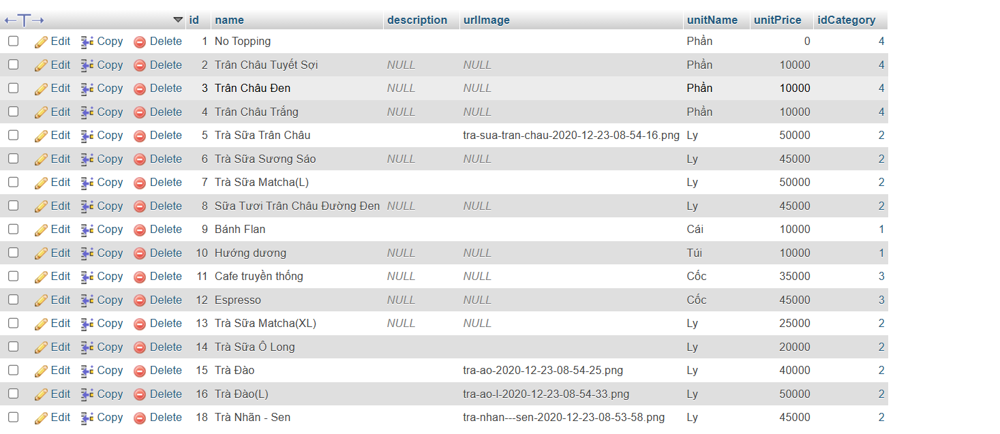 id name description urlImage unitName unitPrice idCategory
Edit Copy Delete 1 No Topping Phần 0 4
Edit Copy Delete 2 Trân Châu Tuyết Sợi NULL NULL Phần 10000 4
Edit Copy Delete 3 Trân Châu Đen NULL NULL Phần 10000 4
Edit Copy Delete 4 Trân Châu Trắng NULL NULL Phần 10000 4
Edit Copy Delete 5 Trà Sữa Trân Châu tra-sua-tran-chau-2020-12-23-08-54-16.png Ly 50000 2
Edit Copy Delete 6 Trà Sữa Sương Sáo NULL NULL Ly 45000 2
Edit Copy Delete 7 Trà Sữa Matcha(L) Ly 50000 2
Edit Copy Delete 8 Sữa Tươi Trân Châu Đường Đen NULL NULL Ly 45000 2
Edit Copy Delete 9 Bánh Flan Cái 10000 1
Edit Copy Delete 10 Hướng dương NULL NULL Túi 10000 1
Edit Copy Delete 11 Cafe truyền thống NULL NULL Cốc 35000 3
Edit Copy Delete 12 Espresso NULL NULL Cốc 45000 3
Edit Copy Delete 13 Trà Sữa Matcha(XL) NULL NULL Ly 25000 2
Edit Copy Delete 14 Trà Sữa Ô Long Ly 20000 2
Edit Copy Delete 15 Trà Đào tra-ao-2020-12-23-08-54-25.png Ly 40000 2
Edit Copy Delete 16 Trà Đào(L) tra-ao-l-2020-12-23-08-54-33.png Ly 50000 2
Edit Copy Delete 18 Trà Nhãn - Sen tra-nhan---sen-2020-12-23-08-53-58.png Ly 45000 2